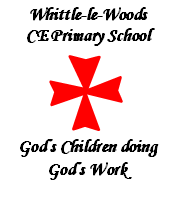 Whittle-le-Woods
CE Primary School
God's Children doing
God's Work